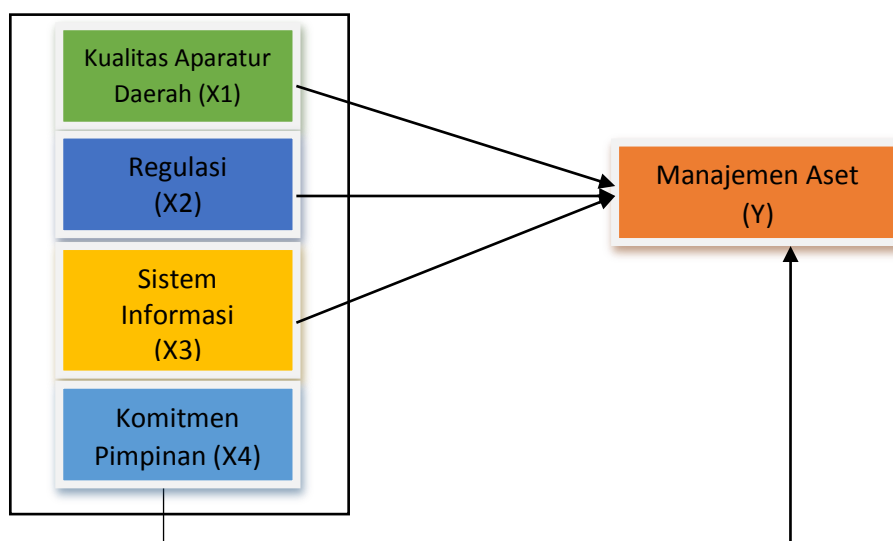 Kualitas Aparatur
Daerah (X1)
Regulasi
(X2)
Sistem
Informasi
(X3)
Komitmen
Pimpinan (X4)
Manajemen Aset
(Y)